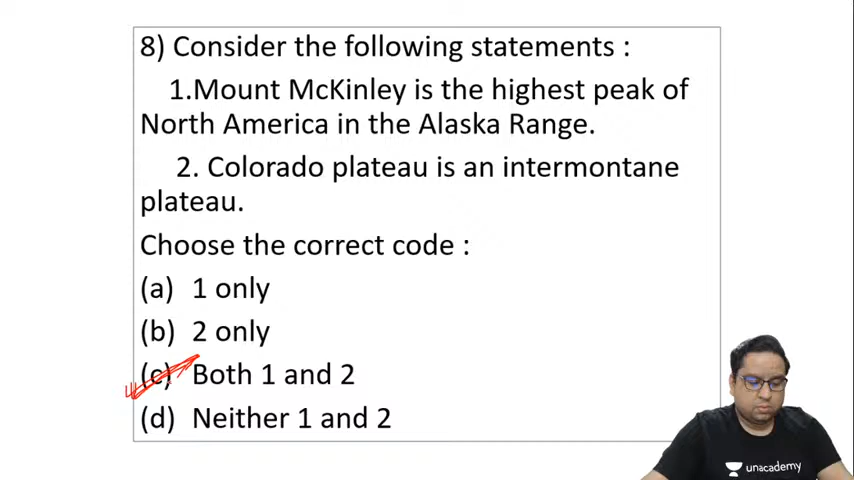 8) Consider the following statements :
1.Mount McKinley is the highest peak of
North America in the Alaska Range.
2. Colorado plateau is an intermontane
plateau.
Choose the correct code :
(a) 1 only
(b) 2 only
(c) Both 1 and 2
(d) Neither 1 and 2
unacademy